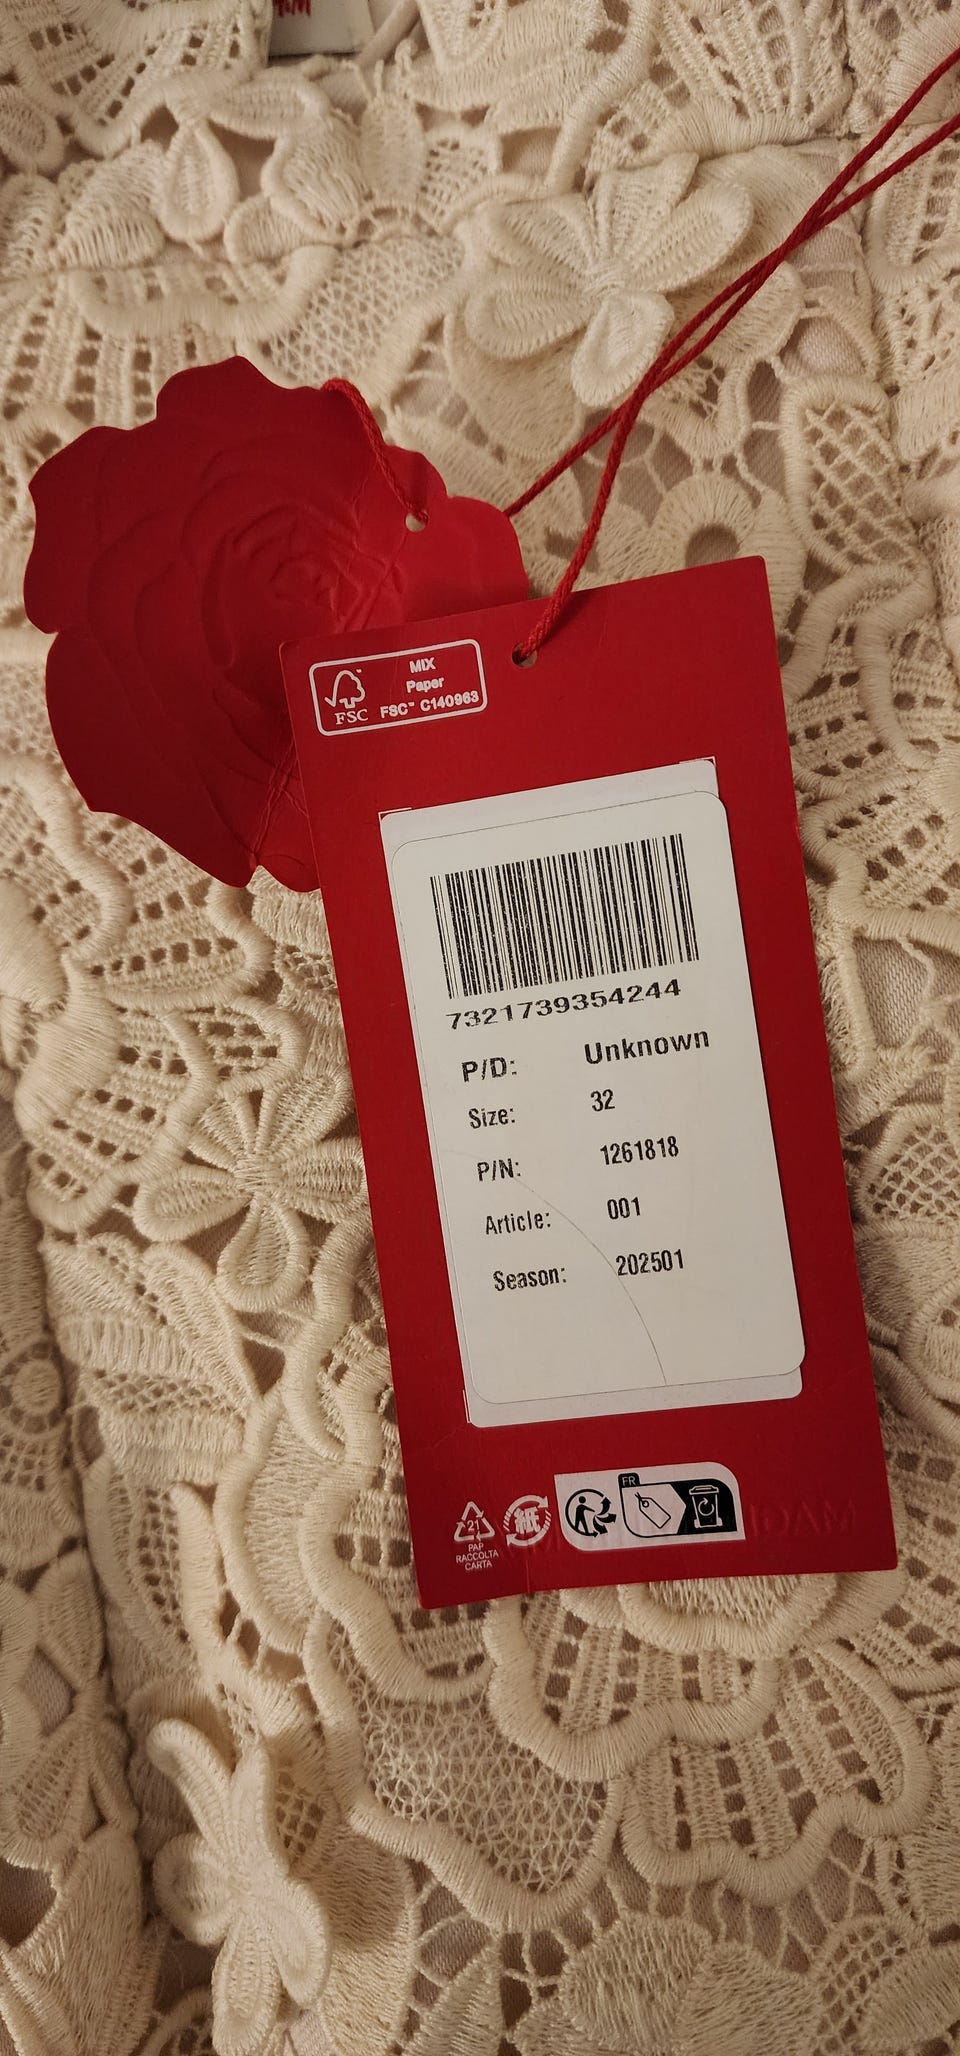 MIX
Paper
FSC™ C140963
FSC
7321739354244
P/D: Unknown
Size: 32
P/N: 1261818
Article: 001
Season: 202501
21
PAP
RACCOLTA
CARTA
紙
FR